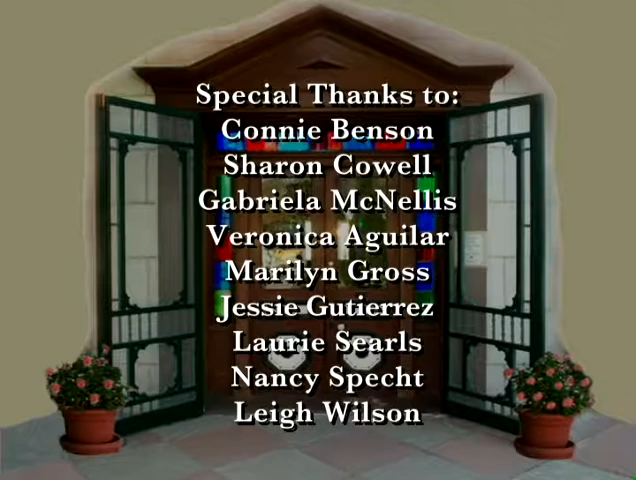 Special Thanks to:
Connie Benson
Sharon Cowell
Gabriela McNellis
Veronica Aguilar
Marilyn Gross
Jessie Gutierrez
Laurie Searls
Nancy Specht
Leigh Wilson